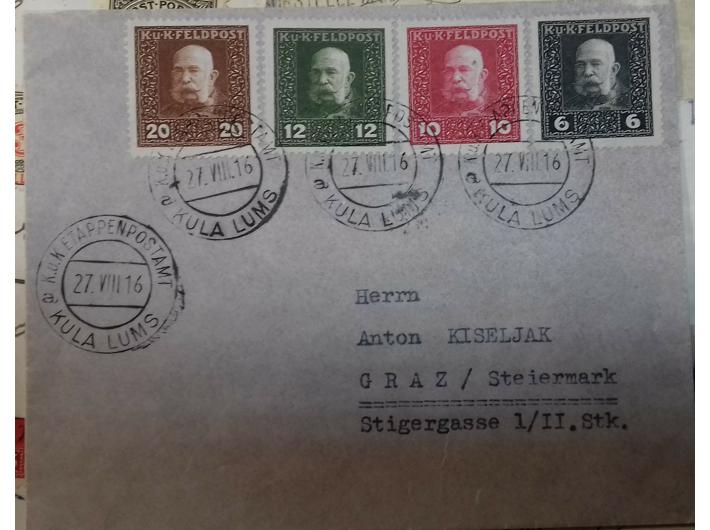 K.u.K.FELDPOST
20 20
K.u.K.FELDPOST
12 12
K.u.K.FELDPOST
10 10
K.u.K.FELDPOST
6 6
27.VIII.16
a KULA LUMS
27.VIII.16
a KULA LUMS
27.VIII.16
KULA LUMS
K.u.K ETAPPENPOSTAMT
27.VIII.16
a KULA LUMS
Herrn
Anton KISELJAK
GRAZ / Steiermark
Stigergasse 1/II.Stk.